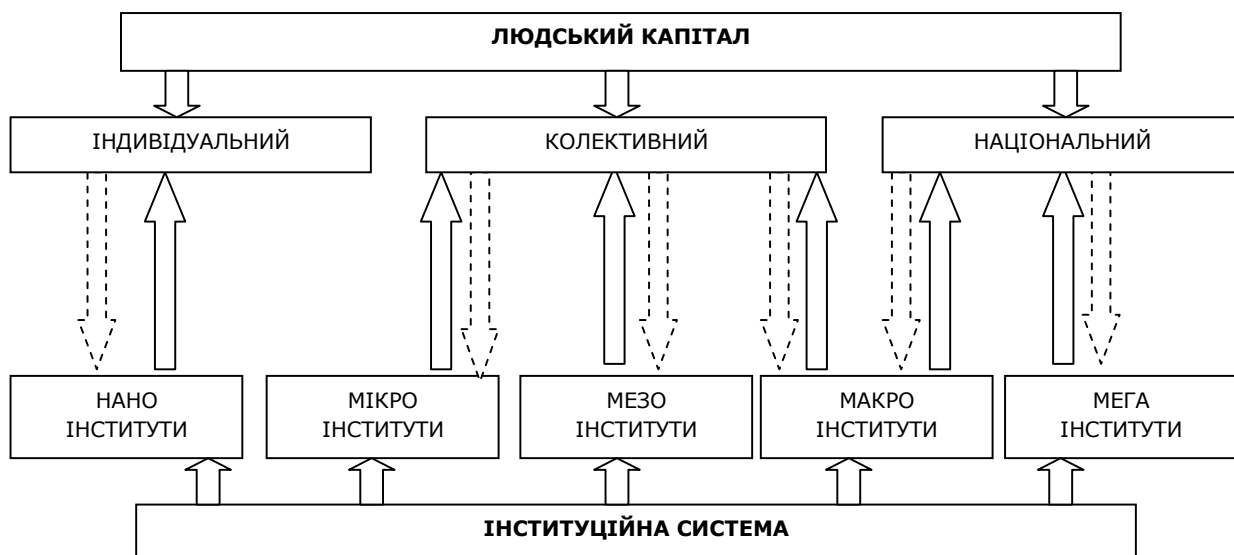 ЛЮДСЬКИЙ КАПІТАЛ
ІНДИВІДУАЛЬНИЙ
КОЛЕКТИВНИЙ
НАЦІОНАЛЬНИЙ
НАНО
ІНСТИТУТИ
МІКРО
ІНСТИТУТИ
МЕЗО
ІНСТИТУТИ
МАКРО
ІНСТИТУТИ
МЕГА
ІНСТИТУТИ
ІНСТИТУЦІЙНА СИСТЕМА